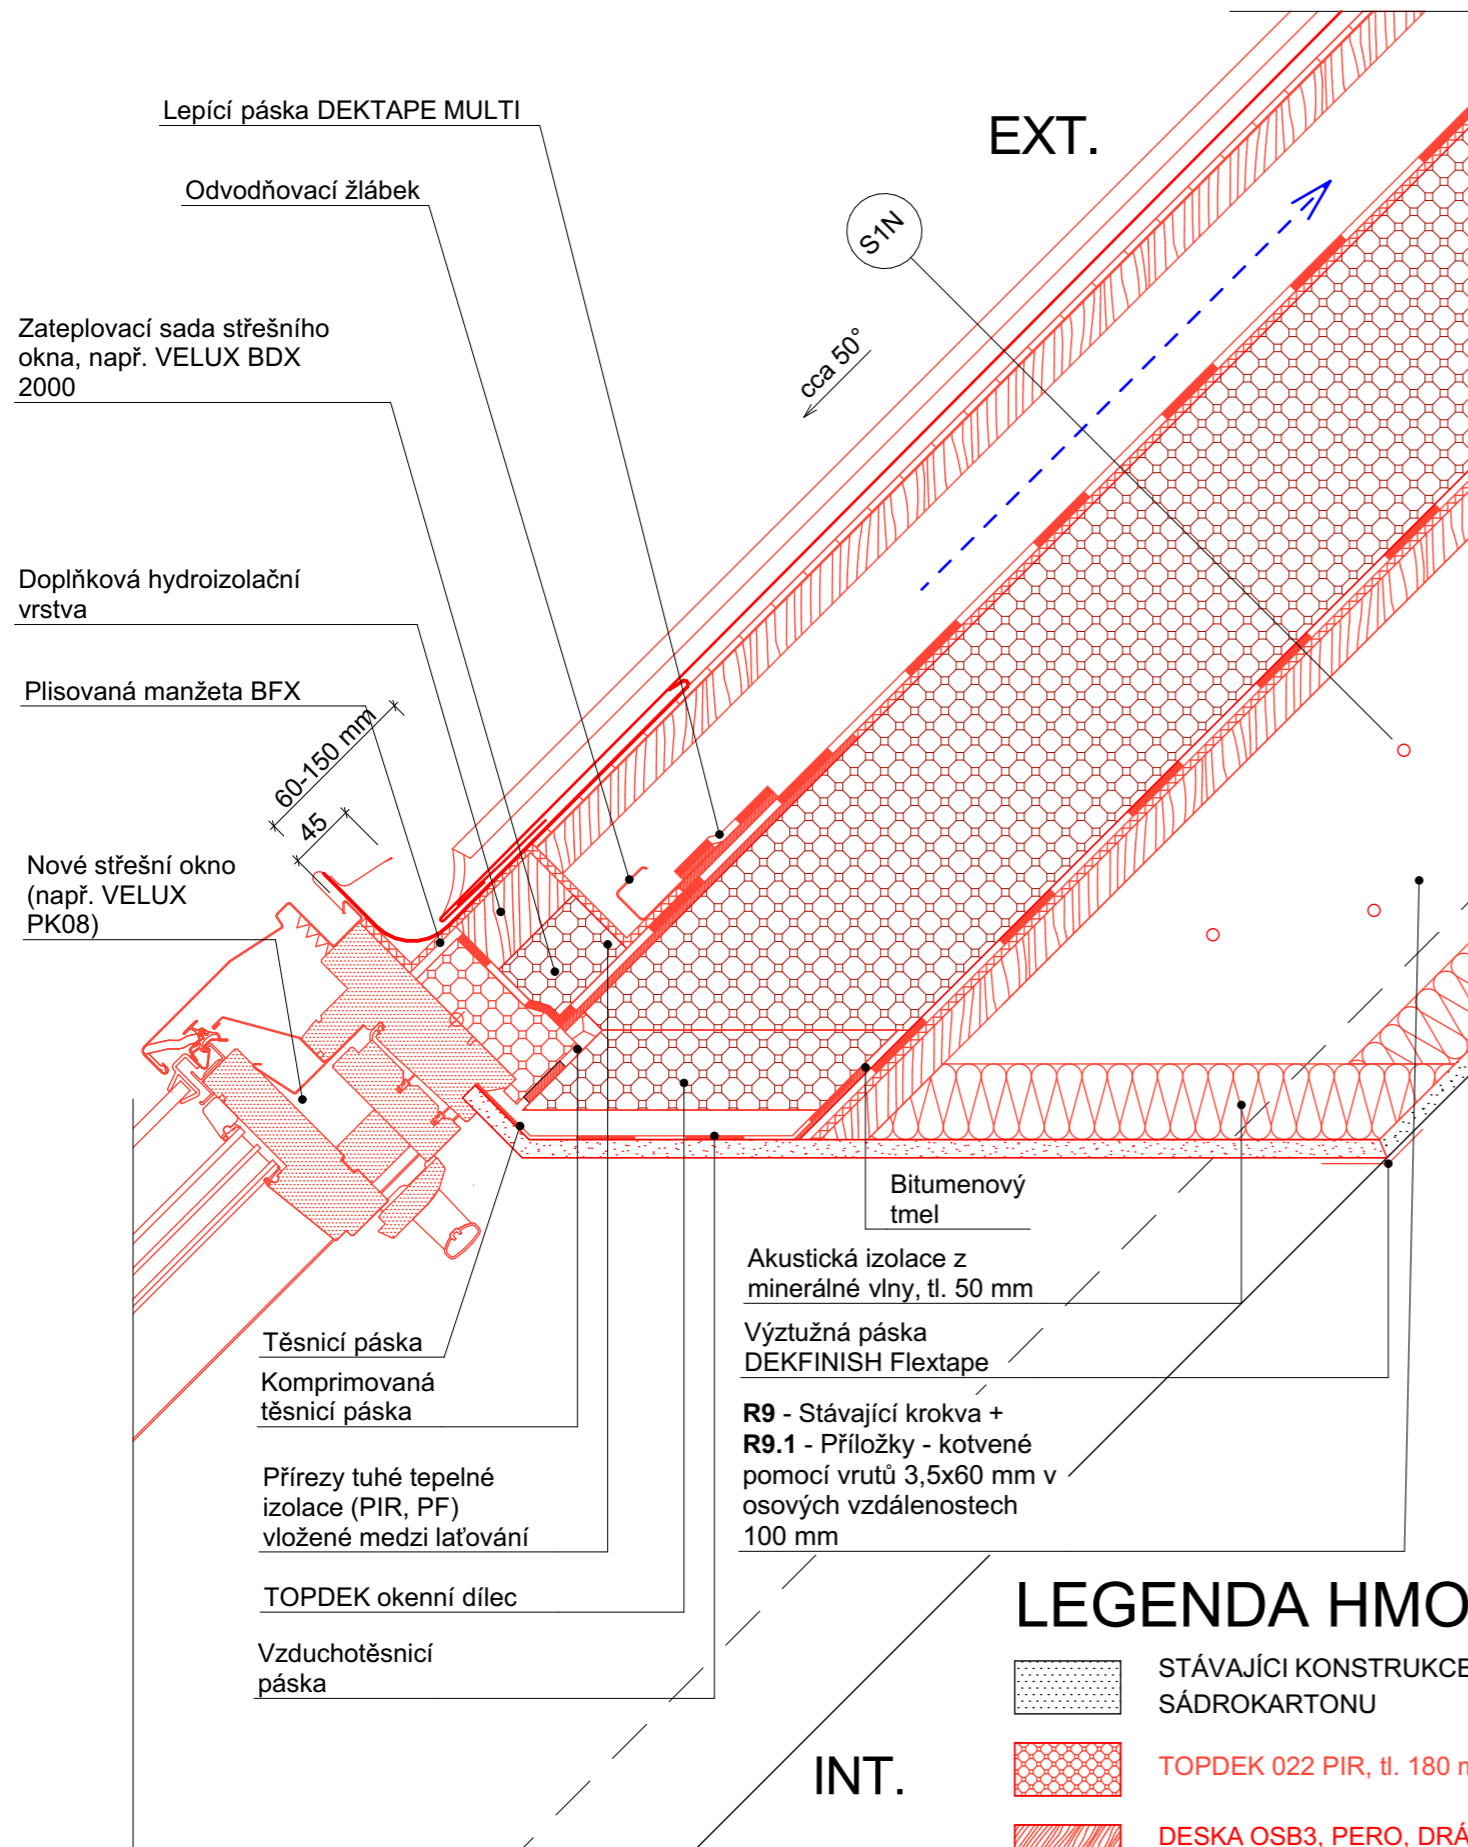 Lepící páska DEKTAPE MULTI
EXT.
Odvodňovací žlábek
S1N
Zateplovací sada střešního
okna, např. VELUX BDX
2000
cca 50°
Doplňková hydroizolační
vrstva
Plisovaná manžeta BFX
60-150 mm
45
Nové střešní okno
(např. VELUX
PK08)
Bitumenový
tmel
Akustická izolace z
minerálné vlny, tl. 50 mm
Výztužná páska
DEKFINISH Flextape
R9 - Stávající krokva +
R9.1 - Příložky - kotvené
pomocí vrutů 3,5x60 mm v
osových vzdálenostech
100 mm
Těsnicí páska
Komprimovaná
těsnicí páska
Přírezy tuhé tepelné
izolace (PIR, PF)
vložené medzi laťování
TOPDEK okenní dílec
Vzduchotěsnicí
páska
INT.
LEGENDA HMO
STÁVAJÍCI KONSTRUKCE
SÁDROKARTONU
TOPDEK 022 PIR, tl. 180
DESKA OSB3, PERO, DRÁ